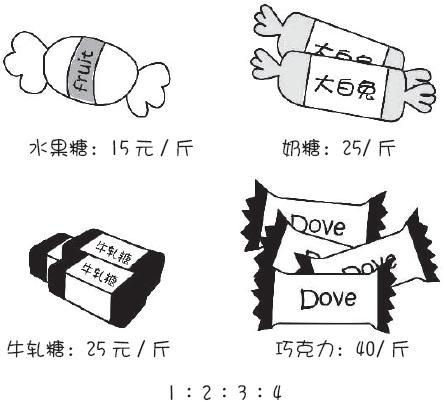 fruit
大白兔
大白兔
水果糖：15元/斤
奶糖：25/斤
牛轧糖
牛轧糖
Dove
Dove
Dove
牛轧糖：25元/斤
巧克力：40/斤
1：2：3：4